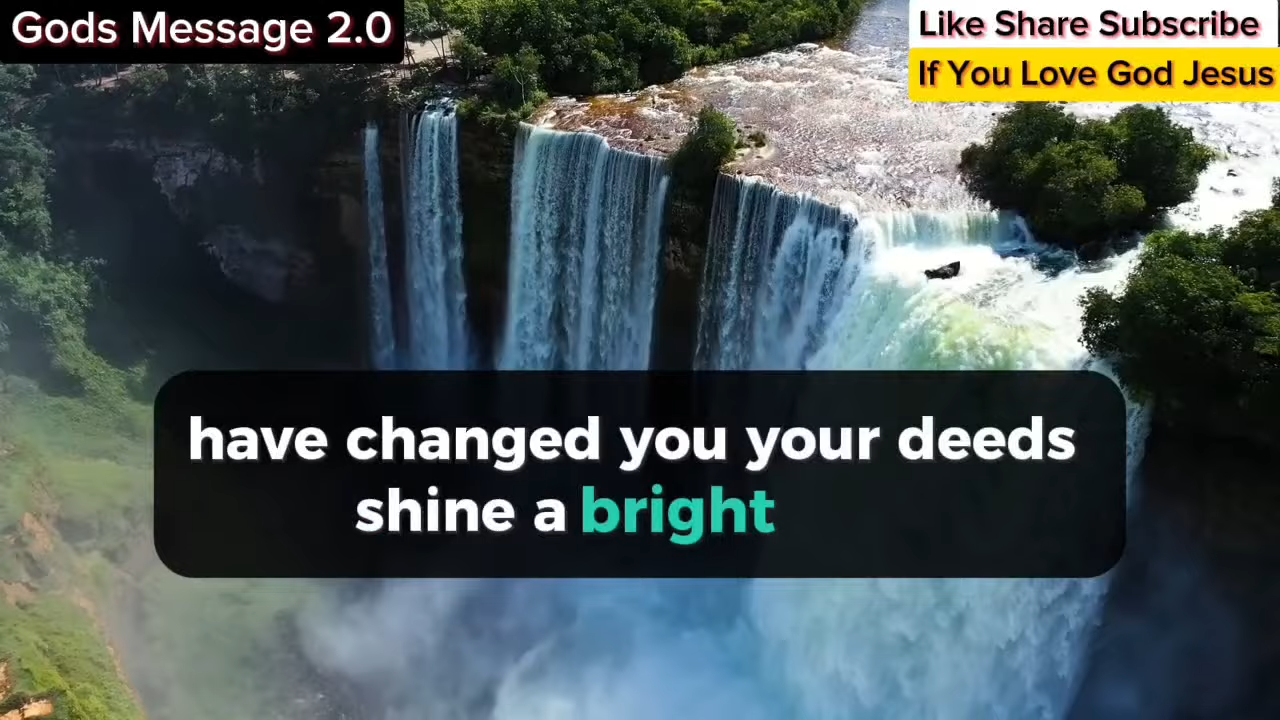 Gods Message 2.0
Like Share Subscribe
If You Love God Jesus
have changed you your deeds
shine a bright